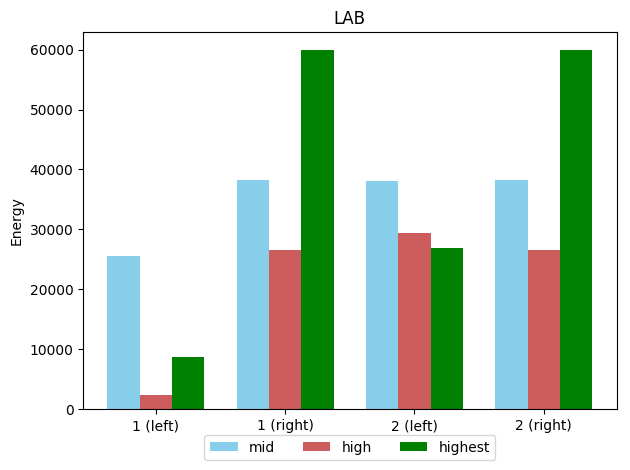 LAB
Energy
60000
50000
40000
30000
20000
10000
0
1 (left) 1 (right) 2 (left) 2 (right)
mid high highest